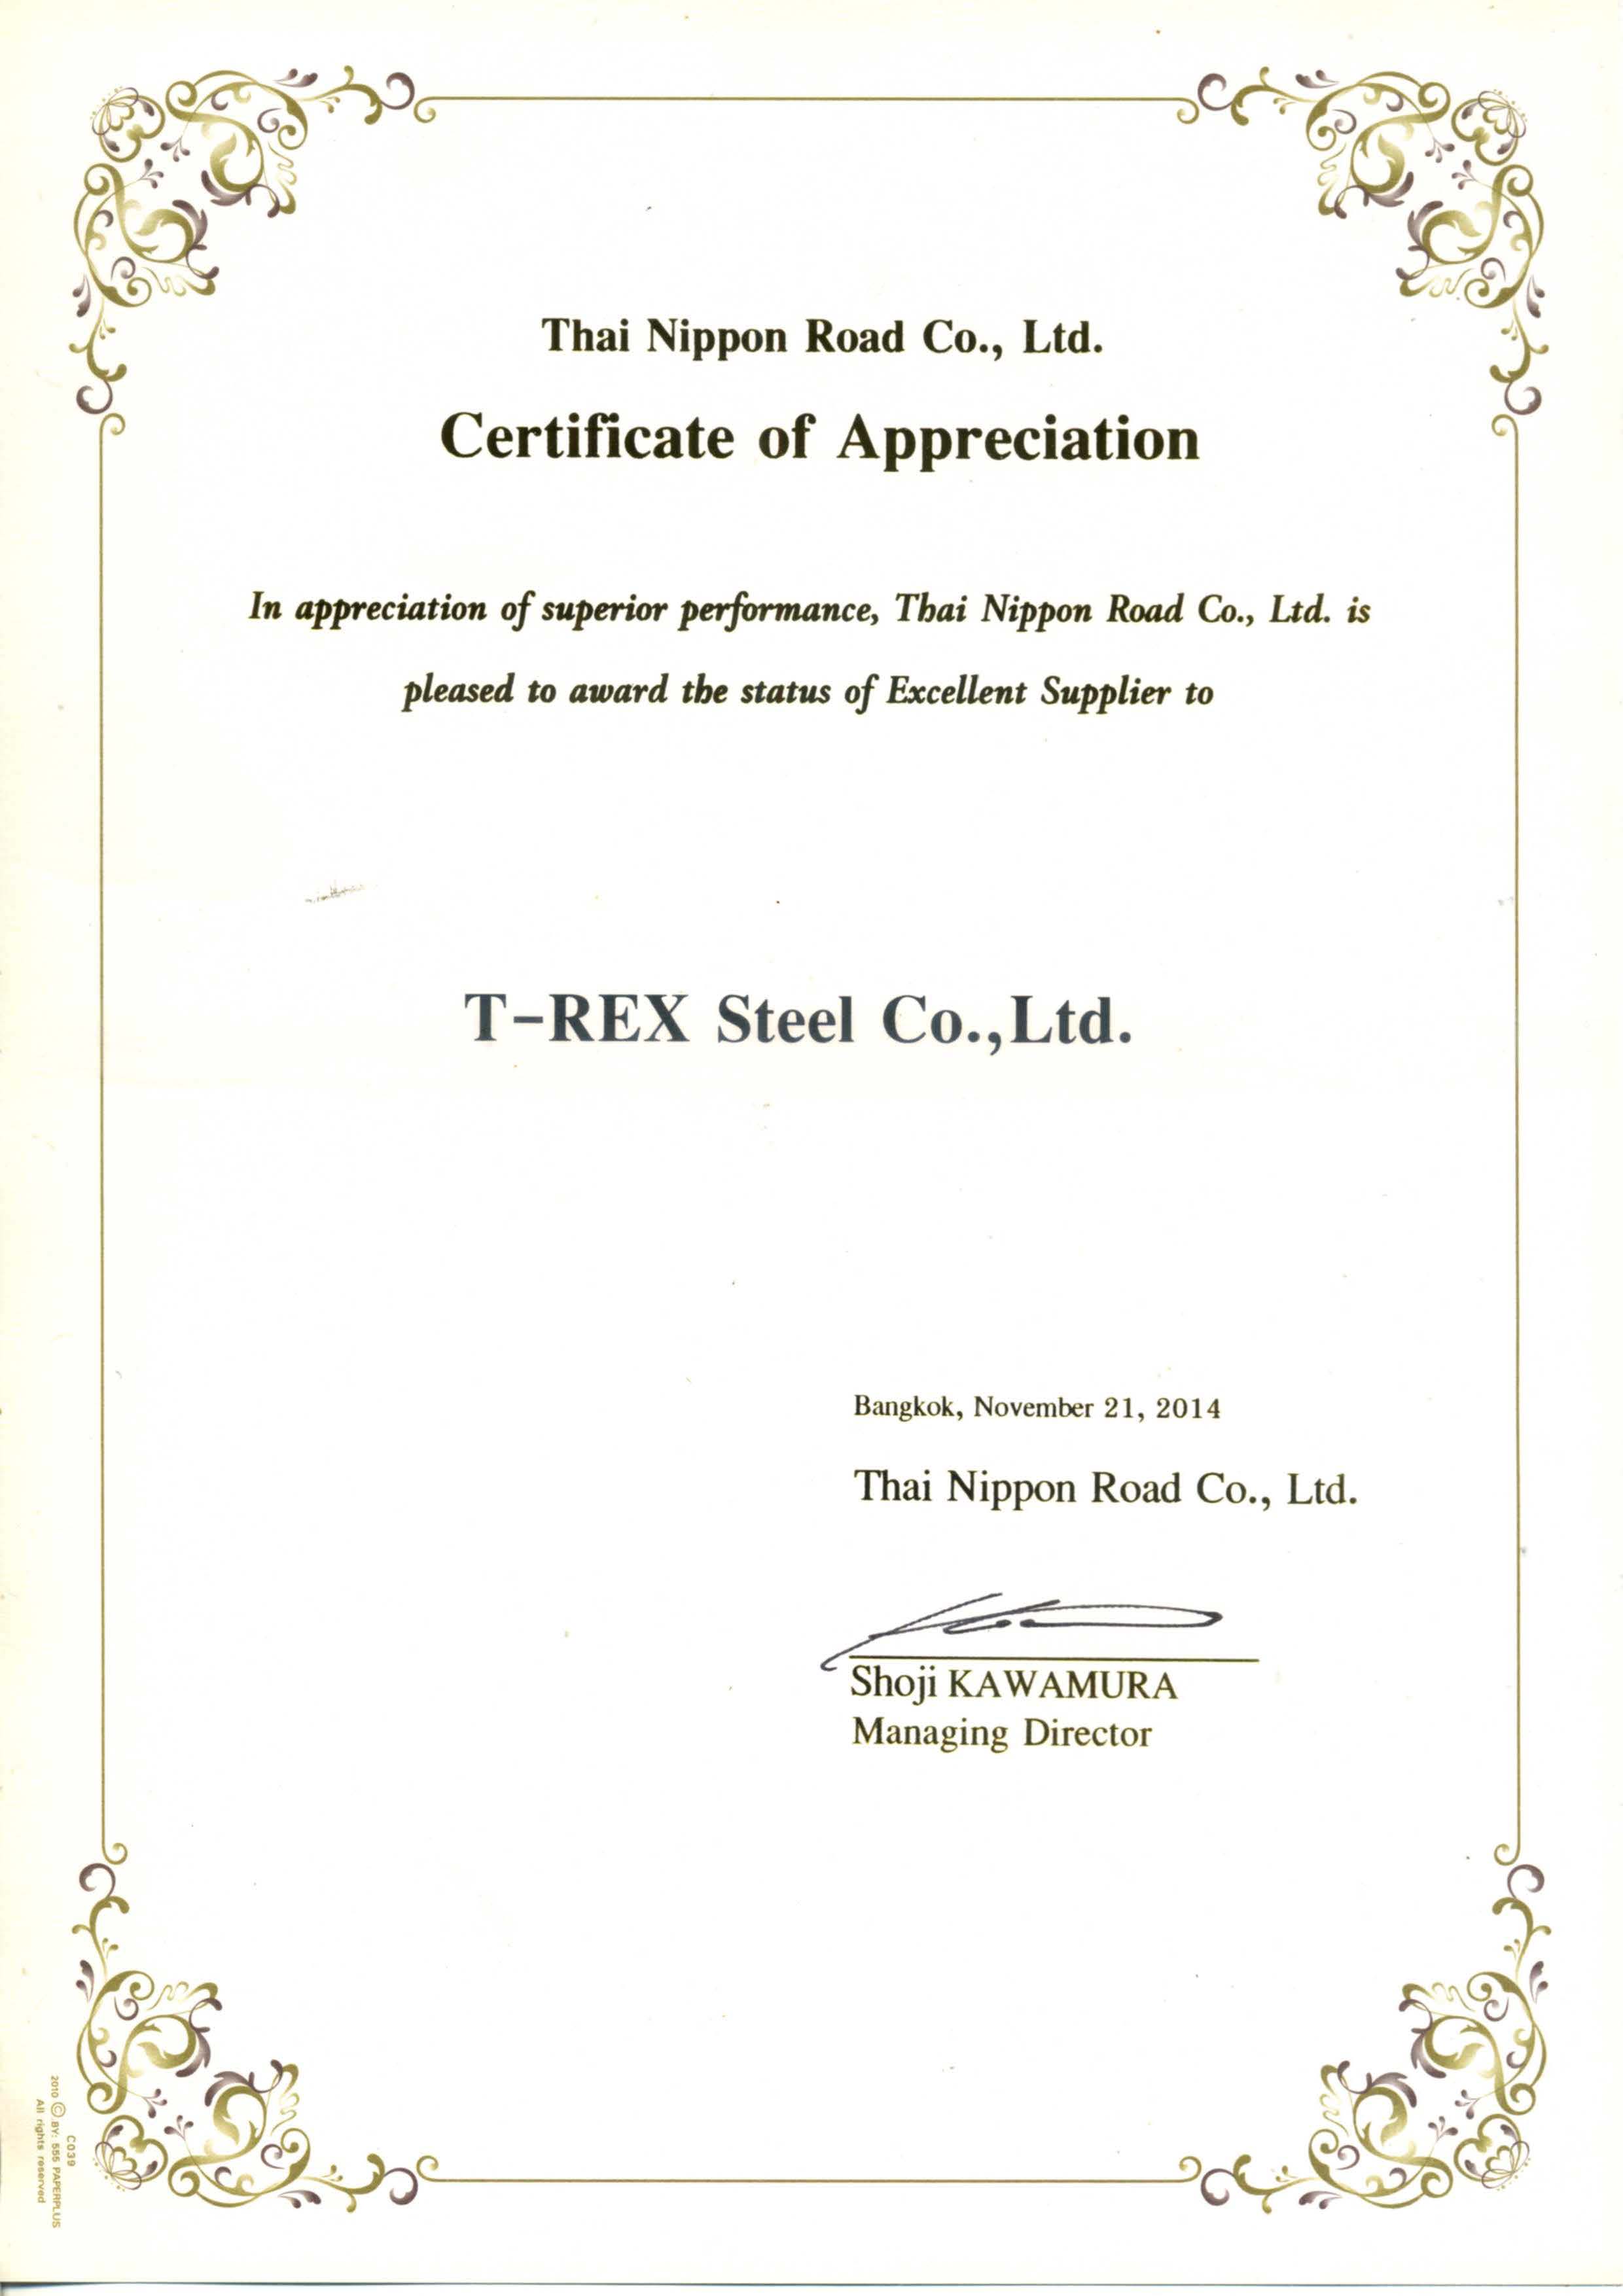 Thai Nippon Road Co., Ltd.
Certificate of Appreciation
In appreciation of superior performance, Thai Nippon Road Co., Ltd. is
pleased to award the status of Excellent Supplier to
T-REX Steel Co.,Ltd.
Bangkok, November 21, 2014
Thai Nippon Road Co., Ltd.
Shoji KAWAMURA
Managing Director
C039
2010 © BY: 555 PAPERPLUS
All rights reserved